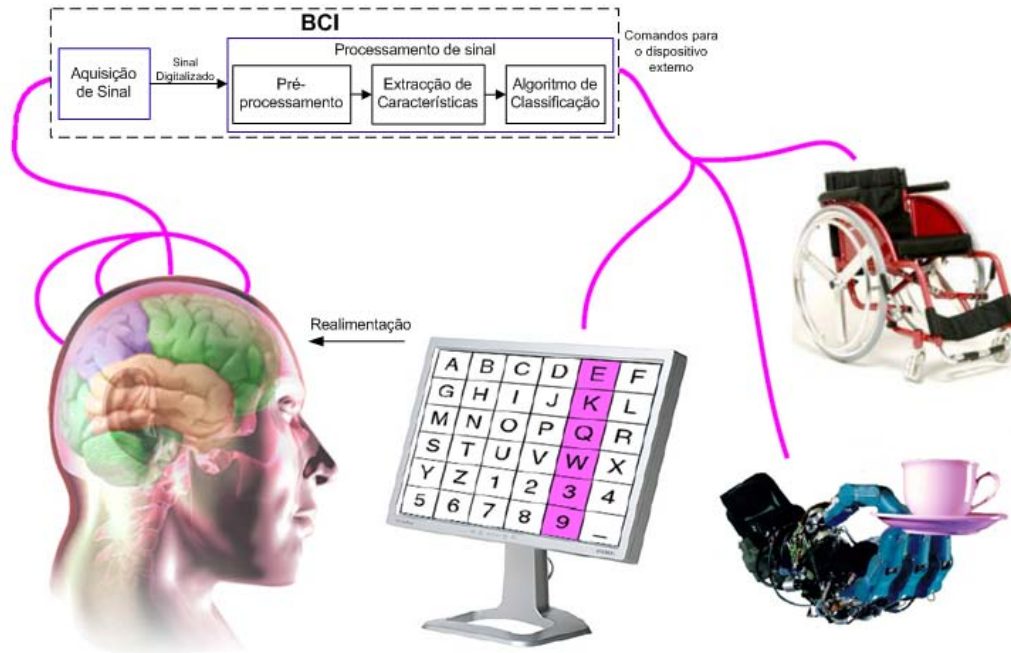 BCI
Processamento de sinal
Aquisição
de Sinal
Sinal
Digitalizado
Pré-
processamento
Extracção de
Características
Algoritmo de
Classificação
Comandos para
o dispositivo
externo
Realimentação
A B C D E F
G H I J K L
M N O P Q R
S T U V W X
Y Z 1 2 3 4
5 6 7 8 9 _